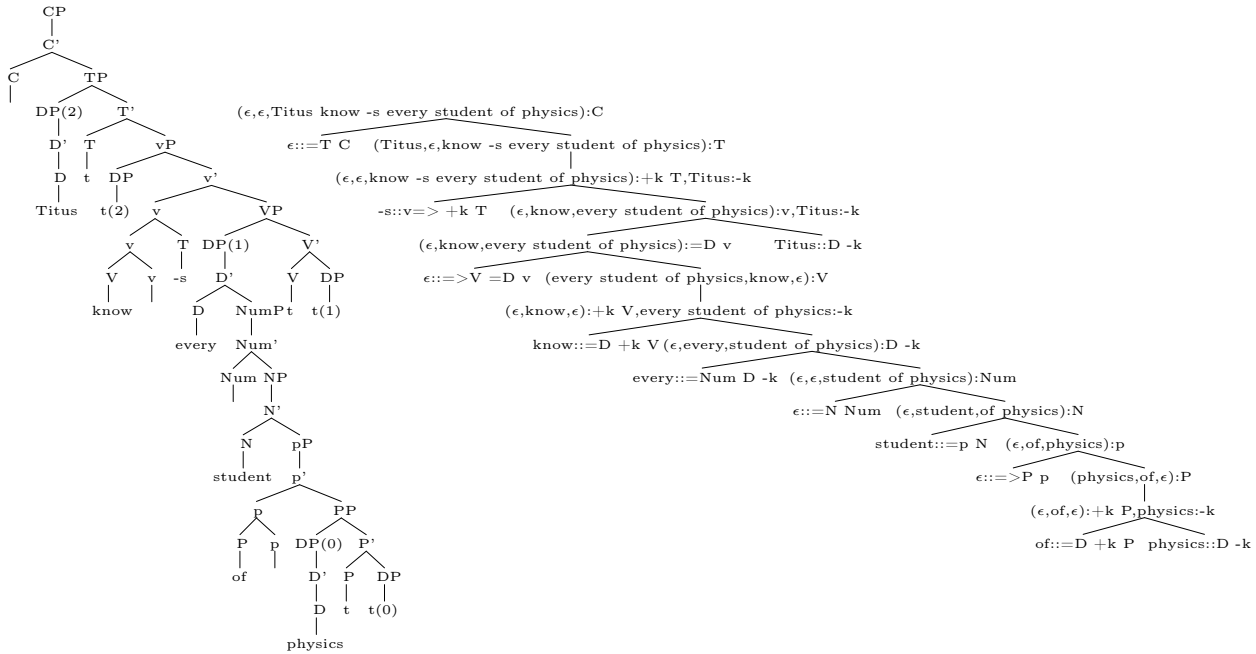 CP
C'
C TP
DP(2) T' (ϵ,ϵ,Titus know -s every student of physics):C
D' T vP ϵ::=T C (Titus,ϵ,know -s every student of physics):T
D t DP v' (ϵ,ϵ,know -s every student of physics):+k T,Titus:-k
Titus t(2) v VP -s::v=> +k T (ϵ,know,every student of physics):v,Titus:-k
v T DP(1) V' (ϵ,know,every student of physics):=D v Titus::D -k
V v -s D' V DP ϵ::=>V =D v (every student of physics,know,ϵ):V
know D NumP t t(1) (ϵ,know,ϵ):+k V,every student of physics:-k
every Num' know::=D +k V (ϵ,every,student of physics):D -k
Num NP every::=Num D -k (ϵ,ϵ,student of physics):Num
N' ϵ::=N Num (ϵ,student,of physics):N
N pP student::=p N (ϵ,of,physics):p
student p' ϵ::=>P p (physics,of,ϵ):P
p PP (ϵ,of,ϵ):+k P,physics:-k
P p DP(0) P' of::=D +k P physics::D -k
of D' P DP
D t t(0)
physics